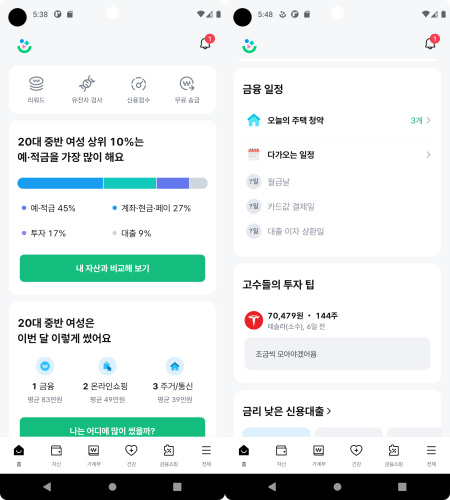 5:38
1
리워드
유전자 검사
신용점수
무료 송금
20대 중반 여성 상위 10%는
예·적금을 가장 많이 해요
예·적금 45%
계좌·현금·페이 27%
투자 17%
대출 9%
내 자산과 비교해 보기
20대 중반 여성은
이번 달 이렇게 썼어요
1 금융
2 온라인쇼핑
3 주거/통신
평균 83만원
평균 49만원
평균 39만원
나는 어디에 많이 썼을까?
홈
자산
가계부
건강
금융쇼핑
전체
5:48
1
금융 일정
오늘의 주택 청약
3개
다가오는 일정
?일
월급날
?일
카드값 결제일
?일
대출 이자 상환일
고수들의 투자 팁
70,479원 · 144주
테슬라(소수), 6일 전
조금씩 모아야겠어욤
금리 낮은 신용대출
홈
자산
가계부
건강
금융쇼핑
전체